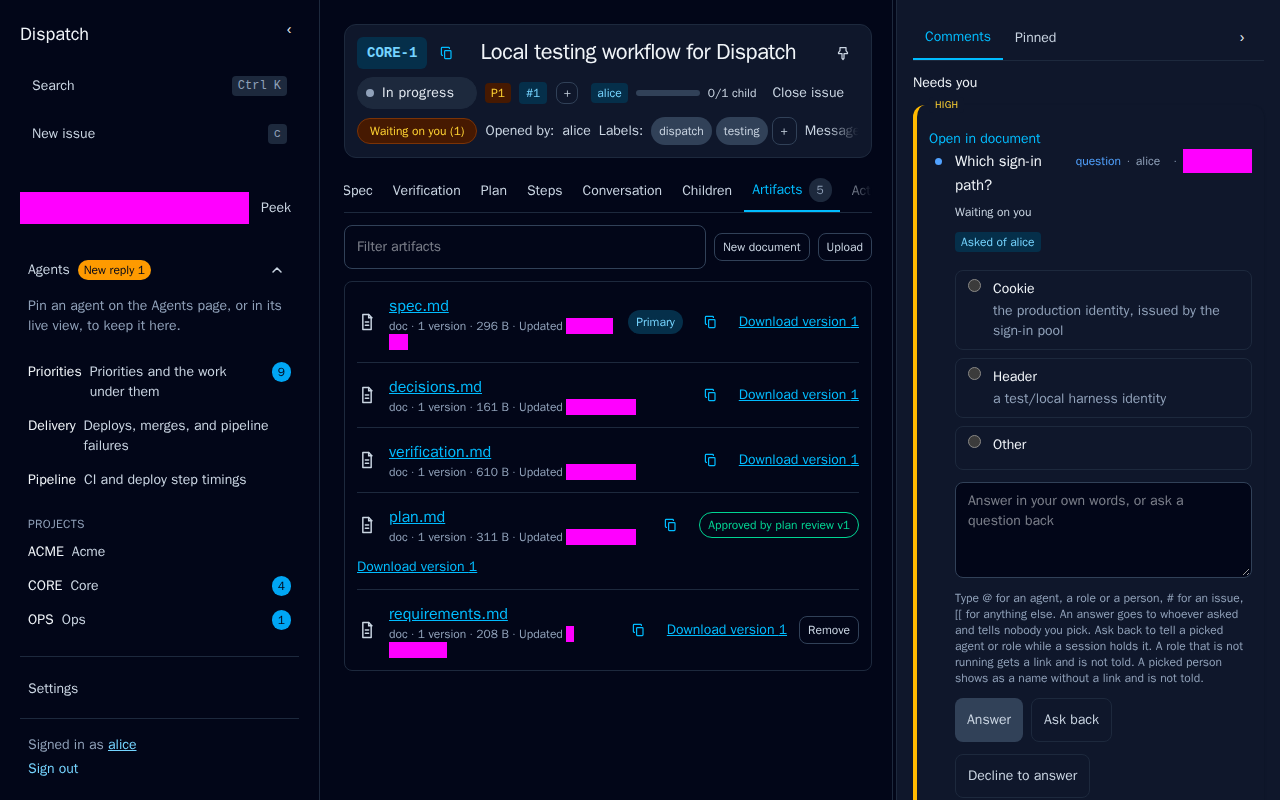 Dispatch
Search
Ctrl K
New issue
C
Peek
Agents
New reply 1
Pin an agent on the Agents page, or in its
live view, to keep it here.
Priorities
Priorities and the work
under them
9
Delivery
Deploys, merges, and pipeline
failures
Pipeline
CI and deploy step timings
PROJECTS
ACME Acme
CORE Core
4
OPS Ops
1
Settings
Signed in as alice
Sign out
CORE-1
Local testing workflow for Dispatch
In progress
P1
#1
+
alice
0/1 child
Close issue
Waiting on you (1)
Opened by: alice
Labels:
dispatch
testing
+
Message
Spec
Verification
Plan
Steps
Conversation
Children
Artifacts 5
Act
Filter artifacts
New document
Upload
spec.md
doc · 1 version · 296 B · Updated
Primary
Download version 1
decisions.md
doc · 1 version · 161 B · Updated
Download version 1
verification.md
doc · 1 version · 610 B · Updated
Download version 1
plan.md
doc · 1 version · 311 B · Updated
Approved by plan review v1
Download version 1
requirements.md
doc · 1 version · 208 B · Updated
Download version 1
Remove
Comments
Pinned
Needs you
HIGH
Open in document
Which sign-in
path?
question · alice ·
Waiting on you
Asked of alice
Cookie
the production identity, issued by the
sign-in pool
Header
a test/local harness identity
Other
Answer in your own words, or ask a
question back
Type @ for an agent, a role or a person, # for an issue,
[[ for anything else. An answer goes to whoever asked
and tells nobody you pick. Ask back to tell a picked
agent or role while a session holds it. A role that is not
running gets a link and is not told. A picked person
shows as a name without a link and is not told.
Answer
Ask back
Decline to answer